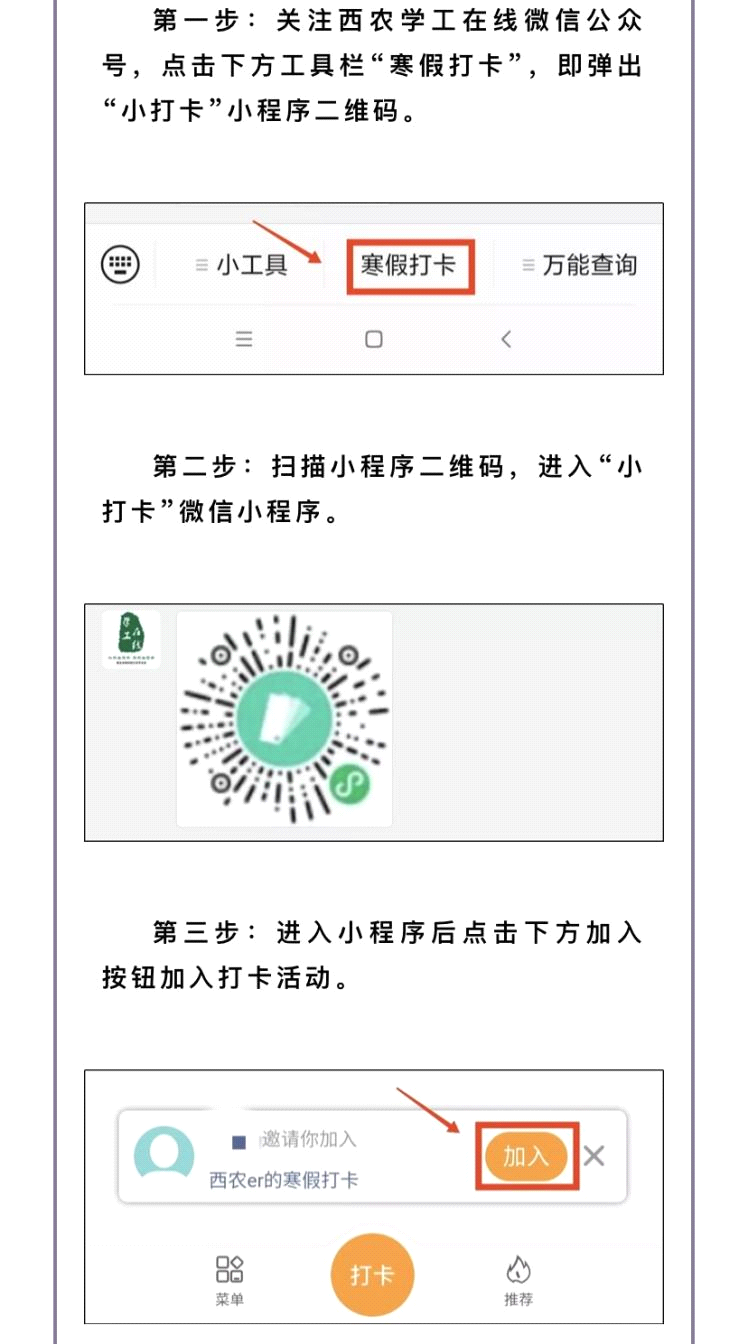 第一步：关注西农学工在线微信公众
号，点击下方工具栏“寒假打卡”，即弹出
“小打卡”小程序二维码。
小工具
寒假打卡
万能查询
第二步：扫描小程序二维码，进入“小
打卡”微信小程序。
学工在线
第三步：进入小程序后点击下方加入
按钮加入打卡活动。
邀请你加入
西农er的寒假打卡
加入
菜单
打卡
推荐